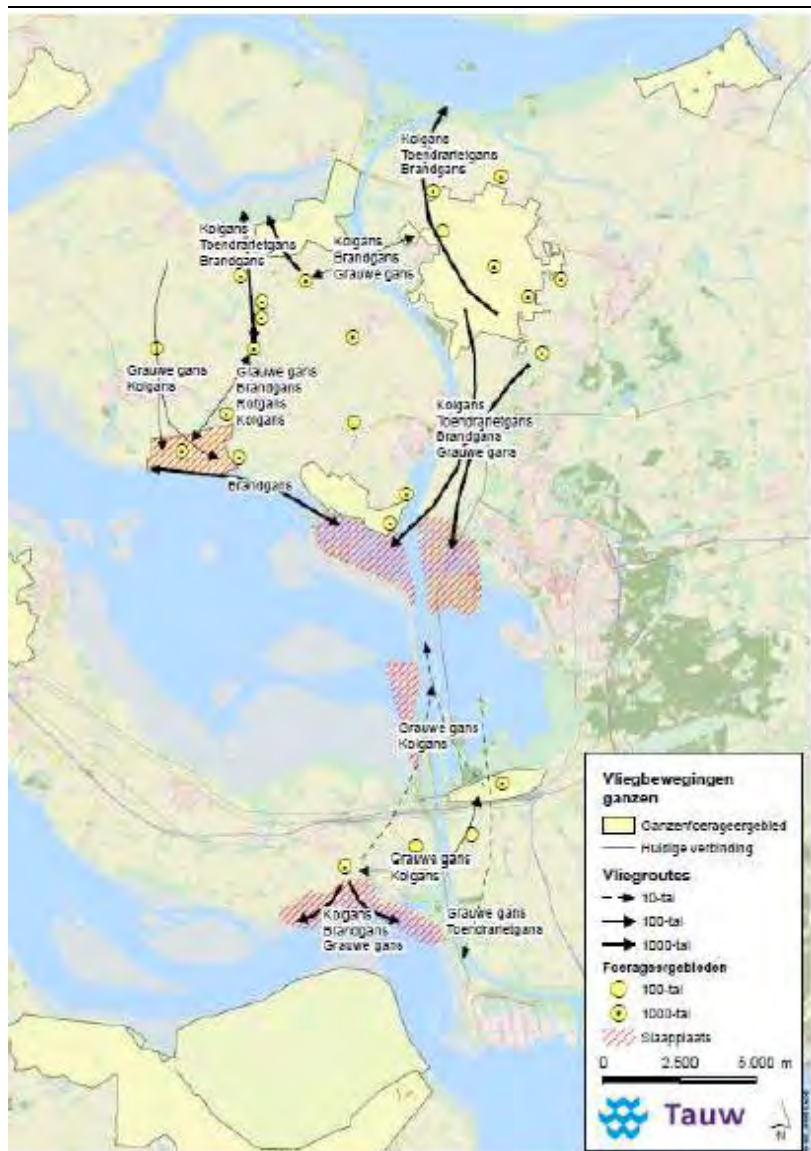 Kolgans
Toendrarietgans
Brandgans
Kolgans
Toendrarietgans
Brandgans
Kolgans
Brandgans
Grauwe gans
Grauwe gans
Kolgans
Grauwe gans
Brandgans
Rotgans
Kolgans
Kolgans
Toendrarietgans
Brandgans
Grauwe gans
Brandgans
Grauwe gans
Kolgans
Grauwe gans
Kolgans
Kolgans
Brandgans
Grauwe gans
Grauwe gans
Toendrarietgans
Vliegbewegingen
ganzen
Ganzenfoerageergebied
Huidige verbinding
Vliegroutes
10-tal
100-tal
1000-tal
Foerageergebieden
100-tal
1000-tal
Slaapplaats
0 2.500 5.000 m
Tauw
N